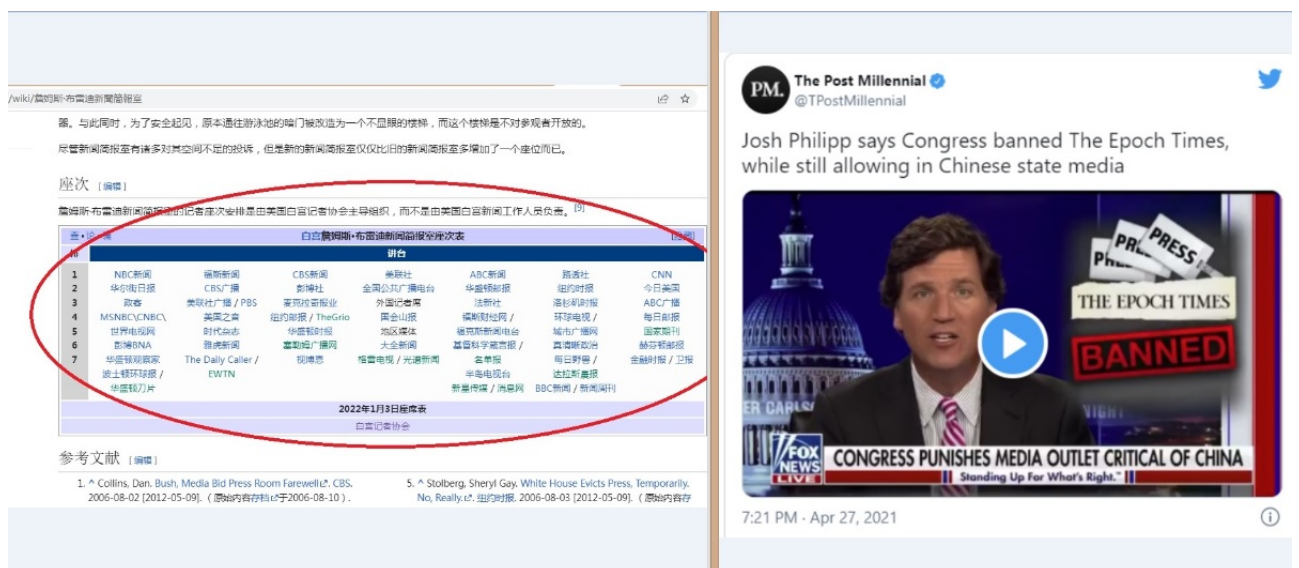 /wiki/詹姆斯·布雷迪新聞簡報室
器。与此同时，为了安全起见，原本通往游泳池的暗门被改造为一个不显眼的楼梯，而这个楼梯是不对参观者开放的。
尽管新闻简报室有诸多对其空间不足的投诉，但是新的新闻简报室仅仅比旧的新闻简报室多增加了一个座位而已。
座次 [编辑]
詹姆斯·布雷迪新闻简报室的记者座次安排是由美国白宫记者协会主导组织，而不是由美国白宫新闻工作人员负责。[9]
查·论·编 白宫詹姆斯·布雷迪新闻简报室座次表 [隐藏]
排 讲台
1 NBC新闻 福斯新闻 CBS新闻 美联社 ABC新闻 路透社 CNN
2 华尔街日报 CBS广播 彭博社 全国公共广播电台 华盛顿邮报 纽约时报 今日美国
3 政客 美联社广播 / PBS 麦克拉奇报业 外国记者席 法新社 洛杉矶时报 ABC广播
4 MSNBC\CNBC\ 美国之音 纽约邮报 / TheGrio 国会山报 福斯财经网 / 环球电视 / 每日邮报
5 世界电视网 时代杂志 华盛顿时报 地区媒体 福克斯新闻电台 城市广播网 国家期刊
6 彭博BNA 雅虎新闻 塞勒姆广播网 大全新闻 基督科学箴言报 / 真清晰政治 赫芬顿邮报
7 华盛顿观察家 The Daily Caller / 视博恩 格雷电视 / 光谱新闻 名单报 每日野兽 / 金融时报 / 卫报
波士顿环球报 / EWTN 半岛电视台 达拉斯晨报
华盛顿刀片 新星传媒 / 消息网 BBC新闻 / 新闻周刊
2022年1月3日座席表
白宫记者协会
参考文献 [编辑]
1. ^ Collins, Dan. Bush, Media Bid Press Room Farewell. CBS.
2006-08-02 [2012-05-09]. （原始内容存档于2006-08-10）.
5. ^ Stolberg, Sheryl Gay. White House Evicts Press, Temporarily.
No, Really.. 纽约时报. 2006-08-03 [2012-05-09]. （原始内容存
PM.
The Post Millennial
@TPostMillennial
Josh Philipp says Congress banned The Epoch Times,
while still allowing in Chinese state media
PRESS
PRESS
THE EPOCH TIMES
BANNED
FOX
NEWS
LIVE
CONGRESS PUNISHES MEDIA OUTLET CRITICAL OF CHINA
Standing Up For What's Right.
7:21 PM · Apr 27, 2021